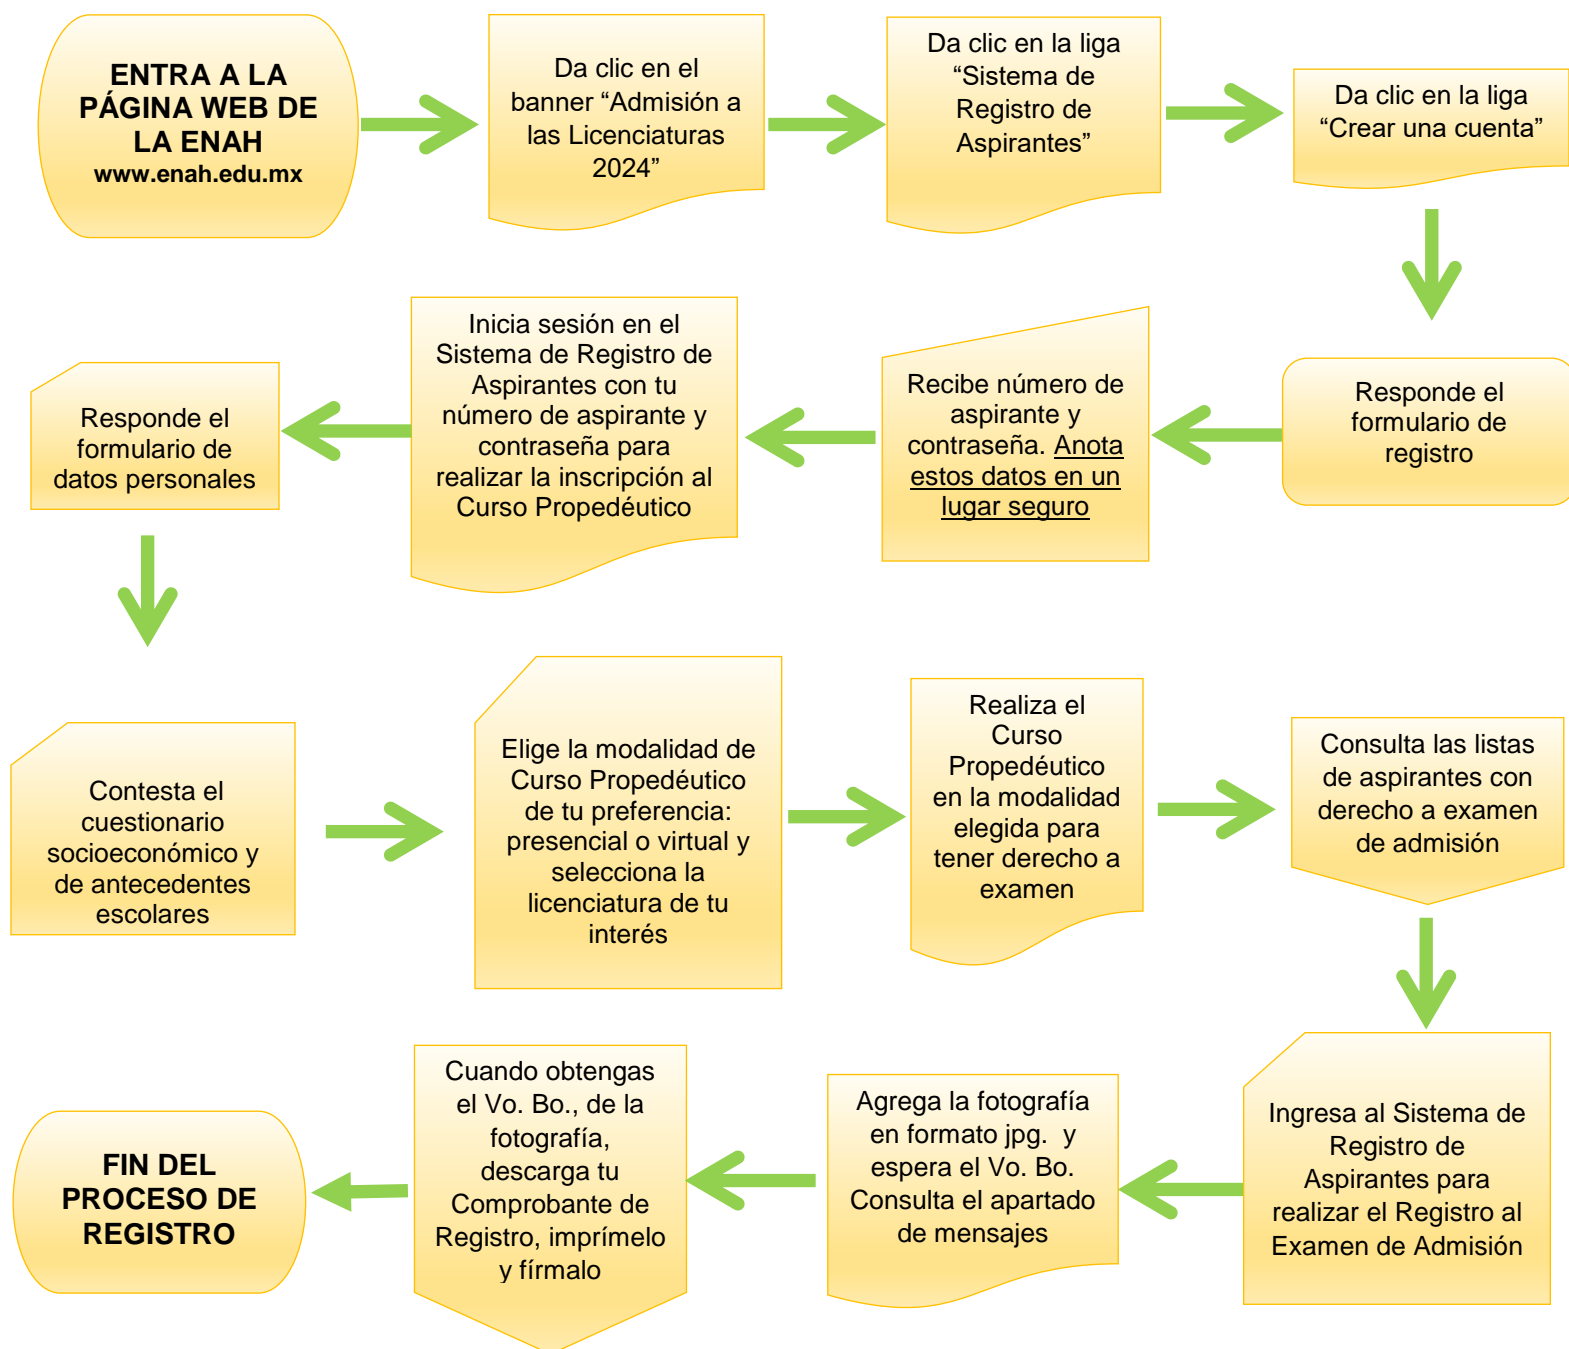 ENTRA A LA
PÁGINA WEB DE
LA ENAH
www.enah.edu.mx
Da clic en el
banner “Admisión a
las Licenciaturas
2024”
Da clic en la liga
“Sistema de
Registro de
Aspirantes”
Da clic en la liga
“Crear una cuenta”
Responde el
formulario de
registro
Recibe número de
aspirante y
contraseña. Anota
estos datos en un
lugar seguro
Inicia sesión en el
Sistema de Registro de
Aspirantes con tu
número de aspirante y
contraseña para
realizar la inscripción al
Curso Propedéutico
Responde el
formulario de
datos personales
Contesta el
cuestionario
socioeconómico y
de antecedentes
escolares
Elige la modalidad de
Curso Propedéutico
de tu preferencia:
presencial o virtual y
selecciona la
licenciatura de tu
interés
Realiza el
Curso
Propedéutico
en la modalidad
elegida para
tener derecho a
examen
Consulta las listas
de aspirantes con
derecho a examen
de admisión
Ingresa al Sistema de
Registro de
Aspirantes para
realizar el Registro al
Examen de Admisión
Agrega la fotografía
en formato jpg. y
espera el Vo. Bo.
Consulta el apartado
de mensajes
Cuando obtengas
el Vo. Bo., de la
fotografía,
descarga tu
Comprobante de
Registro, imprímelo
y fírmalo
FIN DEL
PROCESO DE
REGISTRO